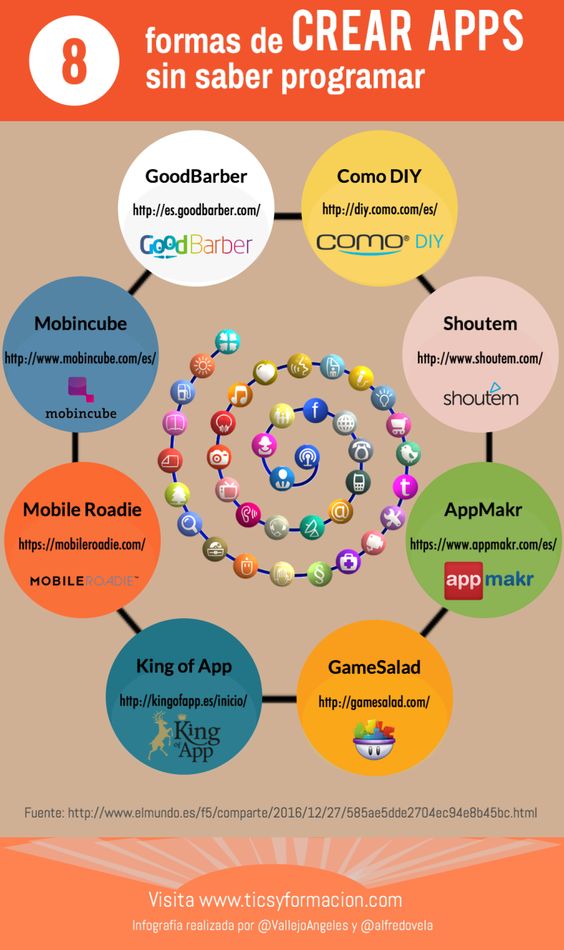 8
formas de CREAR APPS
sin saber programar
GoodBarber
http://es.goodbarber.com/
GoodBarber
Como DIY
http://diy.como.com/es/
como® DIY
Mobincube
http://www.mobincube.com/es/
mobincube
Shoutem
http://www.shoutem.com/
shoutem
Mobile Roadie
https://mobileroadie.com/
MOBILEROADIE™
AppMakr
https://www.appmakr.com/es/
app makr
King of App
http://kingofapp.es/inicio/
King
of App
GameSalad
http://gamesalad.com/
Fuente: http://www.elmundo.es/f5/comparte/2016/12/27/585ae5dde2704ec94e8b45bc.html
Visita www.ticsyformacion.com
Infografía realizada por @VallejoAngeles y @alfredovela